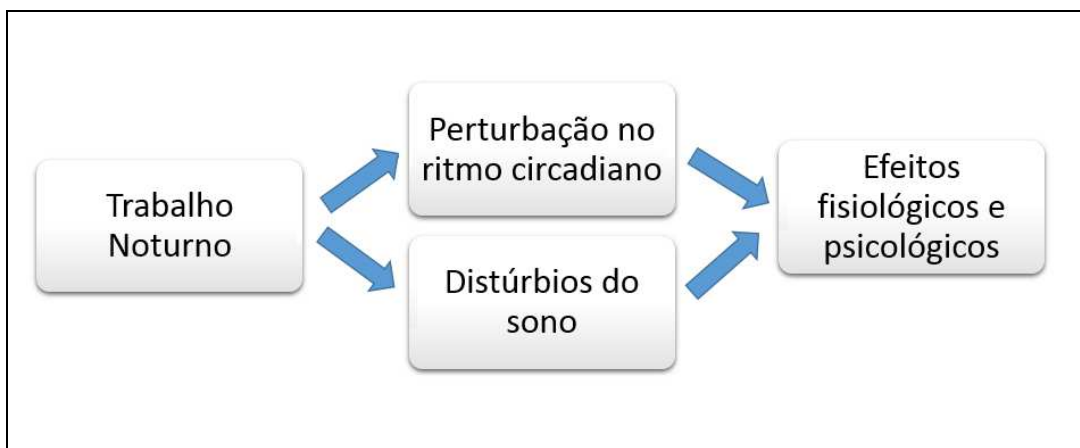 Trabalho
Noturno
Perturbação no
ritmo circadiano
Distúrbios do
sono
Efeitos
fisiológicos e
psicológicos